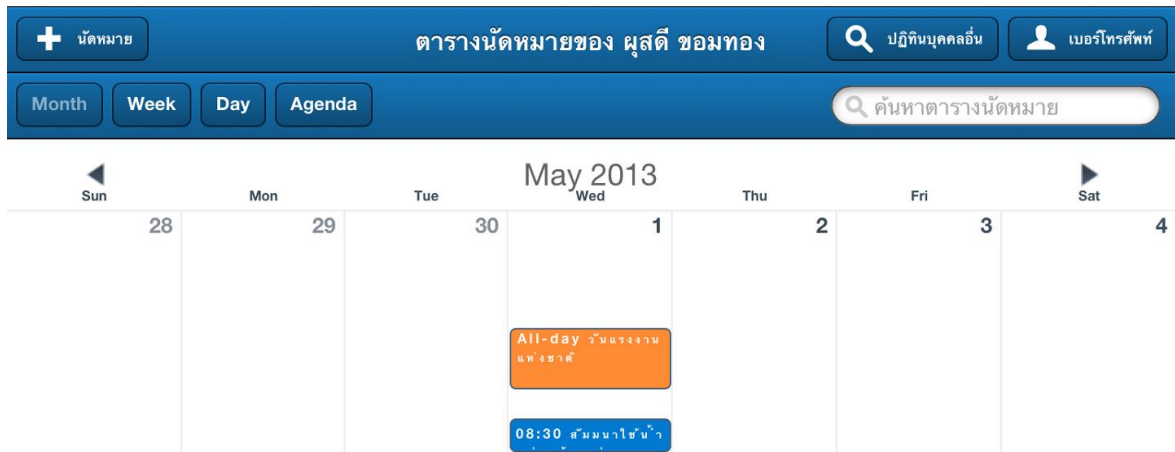 นัดหมาย
ตารางนัดหมายของ ผุสดี ขอมทอง
ปฏิทินบุคคลอื่น
เบอร์โทรศัพท์
Month Week Day Agenda
ค้นหาตารางนัดหมาย
May 2013
Sun Mon Tue Wed Thu Fri Sat
28 29 30 1 2 3 4
All-day วันแรงงาน
แห่งชาติ
08:30 สัมมนาใช้น้ำ